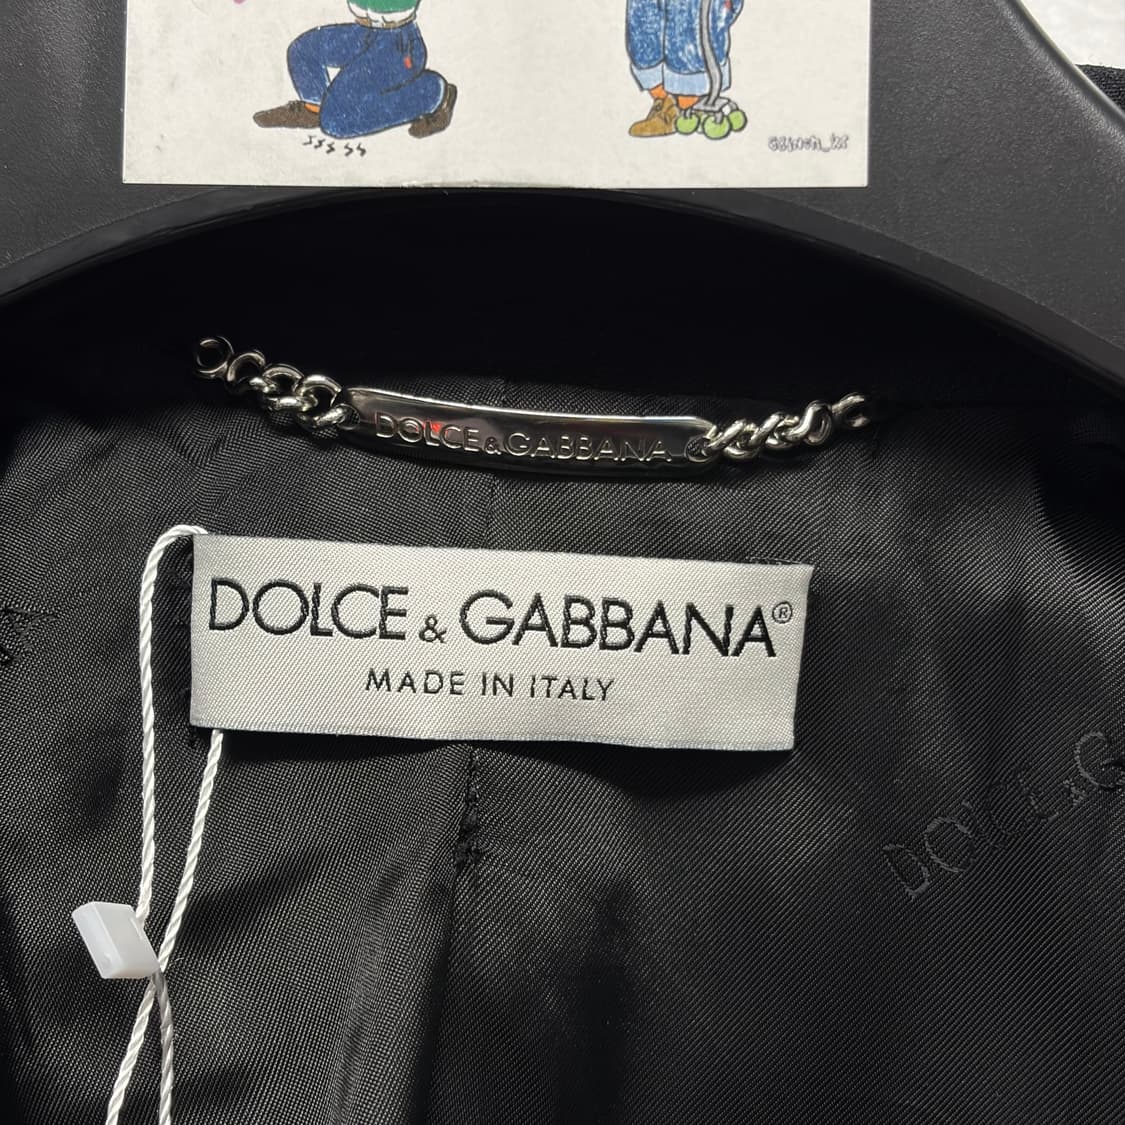 DOLCE&GABBANA
DOLCE & GABBANA®
MADE IN ITALY
DOLCE & G